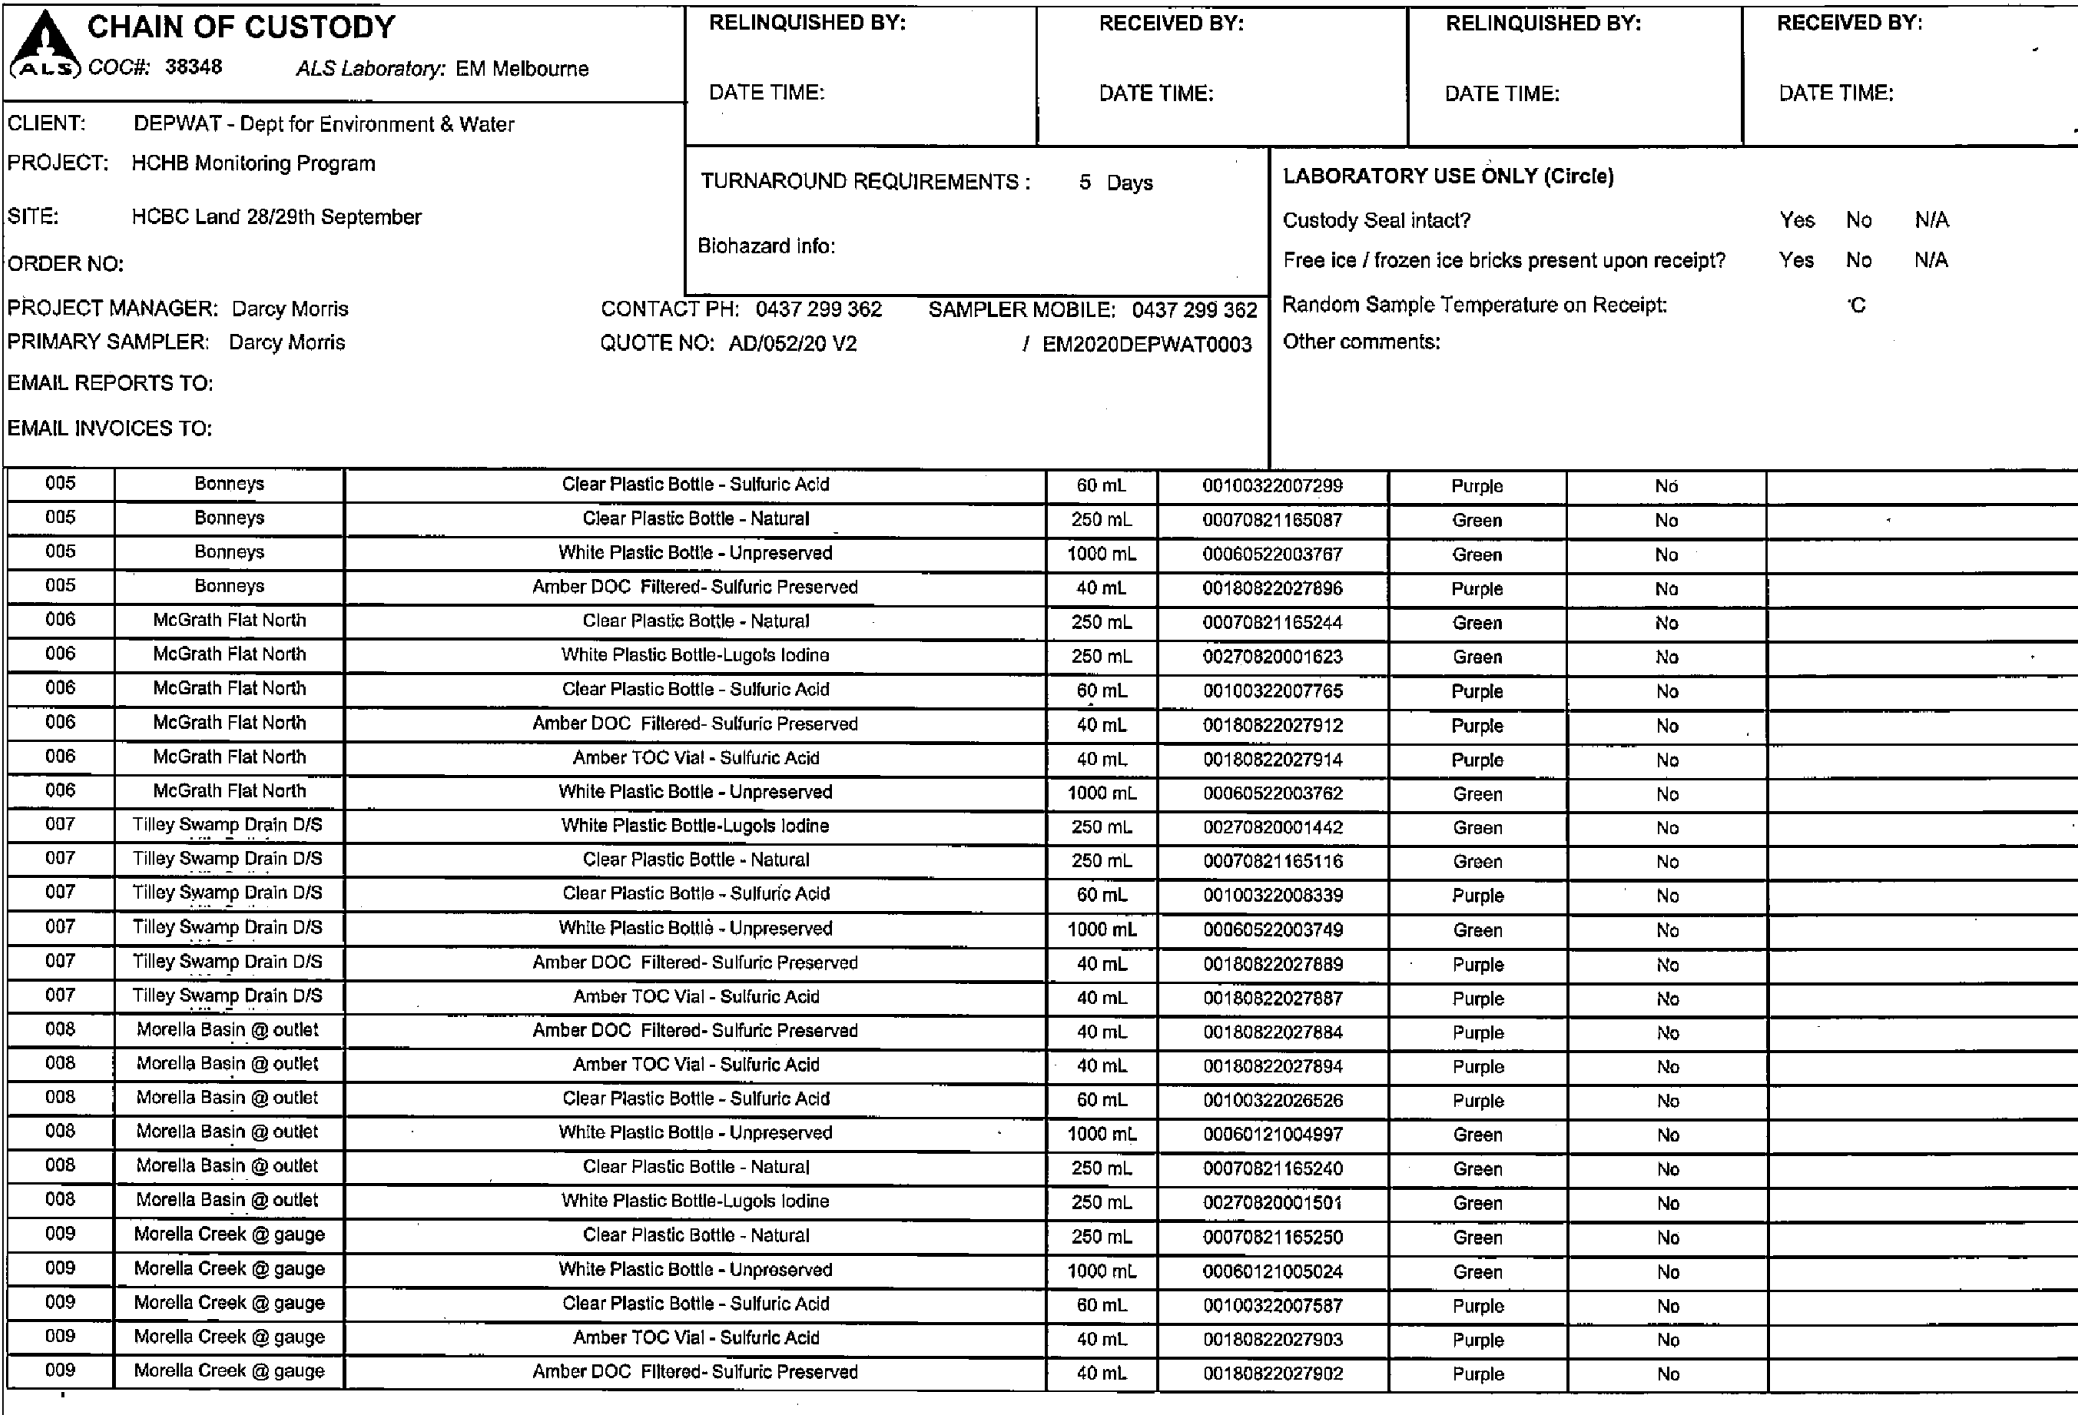 CHAIN OF CUSTODY
(ALS) COC#: 38348 ALS Laboratory: EM Melbourne
RELINQUISHED BY: RECEIVED BY: RELINQUISHED BY: RECEIVED BY:
DATE TIME: DATE TIME: DATE TIME: DATE TIME:
CLIENT: DEPWAT - Dept for Environment & Water
PROJECT: HCHB Monitoring Program
SITE: HCBC Land 28/29th September
ORDER NO:
TURNAROUND REQUIREMENTS : 5 Days
Biohazard info:
LABORATORY USE ONLY (Circle)
Custody Seal intact? Yes No N/A
Free ice / frozen ice bricks present upon receipt? Yes No N/A
Random Sample Temperature on Receipt: °C
Other comments:
PROJECT MANAGER: Darcy Morris CONTACT PH: 0437 299 362 SAMPLER MOBILE: 0437 299 362
PRIMARY SAMPLER: Darcy Morris QUOTE NO: AD/052/20 V2 / EM2020DEPWAT0003
EMAIL REPORTS TO:
EMAIL INVOICES TO:
005 Bonneys Clear Plastic Bottle - Sulfuric Acid 60 mL 00100322007299 Purple No
005 Bonneys Clear Plastic Bottle - Natural 250 mL 00070821165087 Green No
005 Bonneys White Plastic Bottle - Unpreserved 1000 mL 00060522003767 Green No
005 Bonneys Amber DOC Filtered- Sulfuric Preserved 40 mL 00180822027896 Purple No
006 McGrath Flat North Clear Plastic Bottle - Natural 250 mL 00070821165244 Green No
006 McGrath Flat North White Plastic Bottle-Lugols Iodine 250 mL 00270820001623 Green No
006 McGrath Flat North Clear Plastic Bottle - Sulfuric Acid 60 mL 00100322007765 Purple No
006 McGrath Flat North Amber DOC Filtered- Sulfuric Preserved 40 mL 00180822027912 Purple No
006 McGrath Flat North Amber TOC Vial - Sulfuric Acid 40 mL 00180822027914 Purple No
006 McGrath Flat North White Plastic Bottle - Unpreserved 1000 mL 00060522003762 Green No
007 Tilley Swamp Drain D/S White Plastic Bottle-Lugols Iodine 250 mL 00270820001442 Green No
007 Tilley Swamp Drain D/S Clear Plastic Bottle - Natural 250 mL 00070821165116 Green No
007 Tilley Swamp Drain D/S Clear Plastic Bottle - Sulfuric Acid 60 mL 00100322008339 Purple No
007 Tilley Swamp Drain D/S White Plastic Bottle - Unpreserved 1000 mL 00060522003749 Green No
007 Tilley Swamp Drain D/S Amber DOC Filtered- Sulfuric Preserved 40 mL 00180822027889 Purple No
007 Tilley Swamp Drain D/S Amber TOC Vial - Sulfuric Acid 40 mL 00180822027887 Purple No
008 Morella Basin @ outlet Amber DOC Filtered- Sulfuric Preserved 40 mL 00180822027884 Purple No
008 Morella Basin @ outlet Amber TOC Vial - Sulfuric Acid 40 mL 00180822027894 Purple No
008 Morella Basin @ outlet Clear Plastic Bottle - Sulfuric Acid 60 mL 00100322026526 Purple No
008 Morella Basin @ outlet White Plastic Bottle - Unpreserved 1000 mL 00060121004997 Green No
008 Morella Basin @ outlet Clear Plastic Bottle - Natural 250 mL 00070821165240 Green No
008 Morella Basin @ outlet White Plastic Bottle-Lugols Iodine 250 mL 00270820001501 Green No
009 Morella Creek @ gauge Clear Plastic Bottle - Natural 250 mL 00070821165250 Green No
009 Morella Creek @ gauge White Plastic Bottle - Unpreserved 1000 mL 00060121005024 Green No
009 Morella Creek @ gauge Clear Plastic Bottle - Sulfuric Acid 60 mL 00100322007587 Purple No
009 Morella Creek @ gauge Amber TOC Vial - Sulfuric Acid 40 mL 00180822027903 Purple No
009 Morella Creek @ gauge Amber DOC Filtered- Sulfuric Preserved 40 mL 00180822027902 Purple No